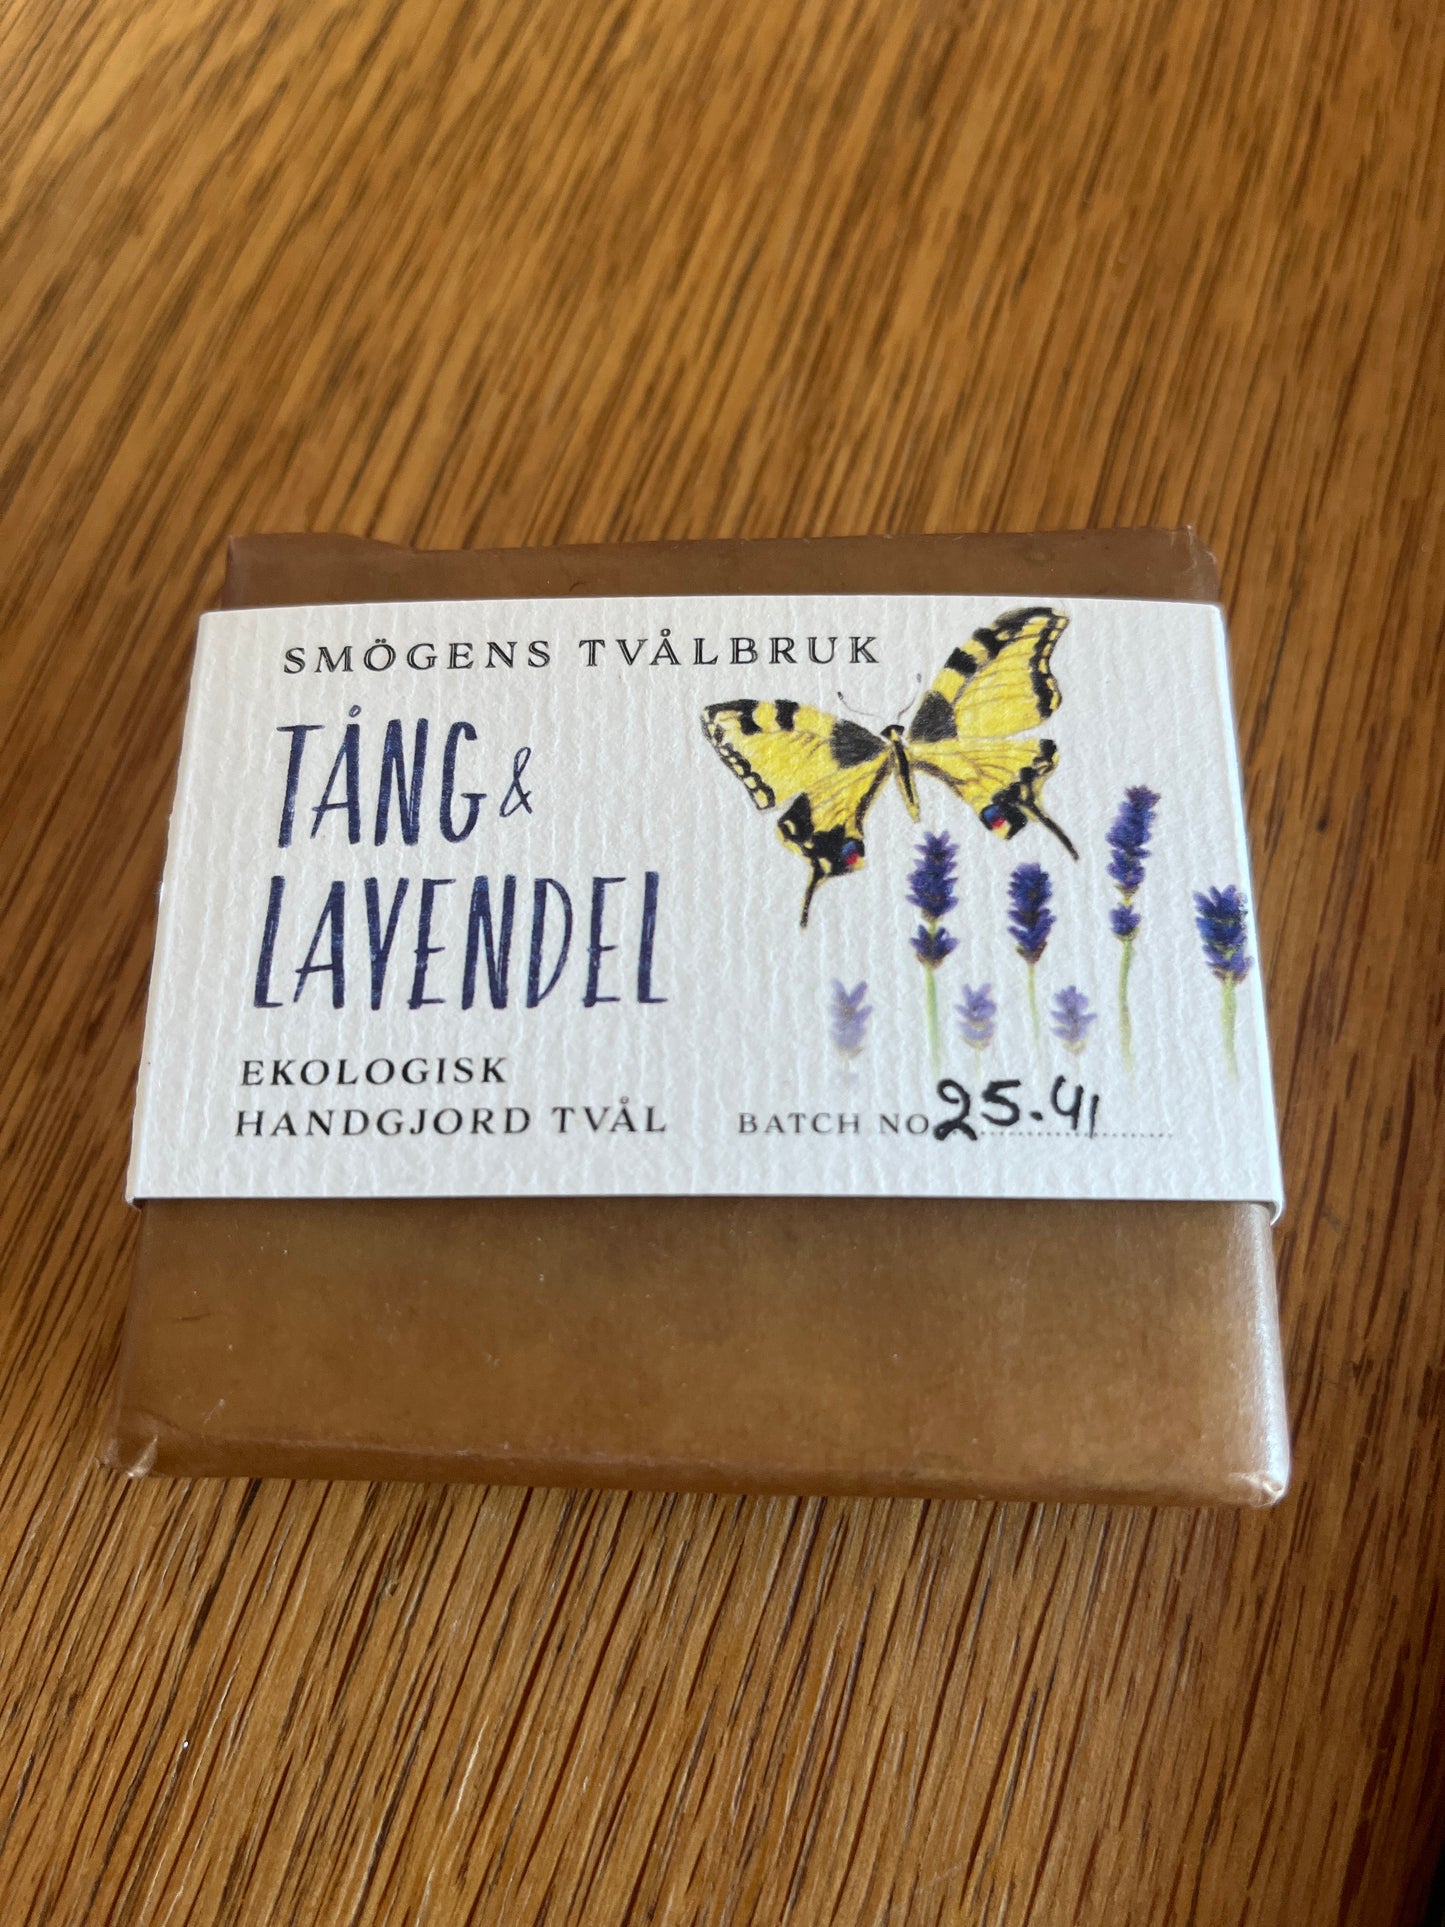 SMÖGENS TVÅLBRUK
TÅNG &
LAVENDEL
EKOLOGISK
HANDGJORD TVÅL
BATCH NO 25.41